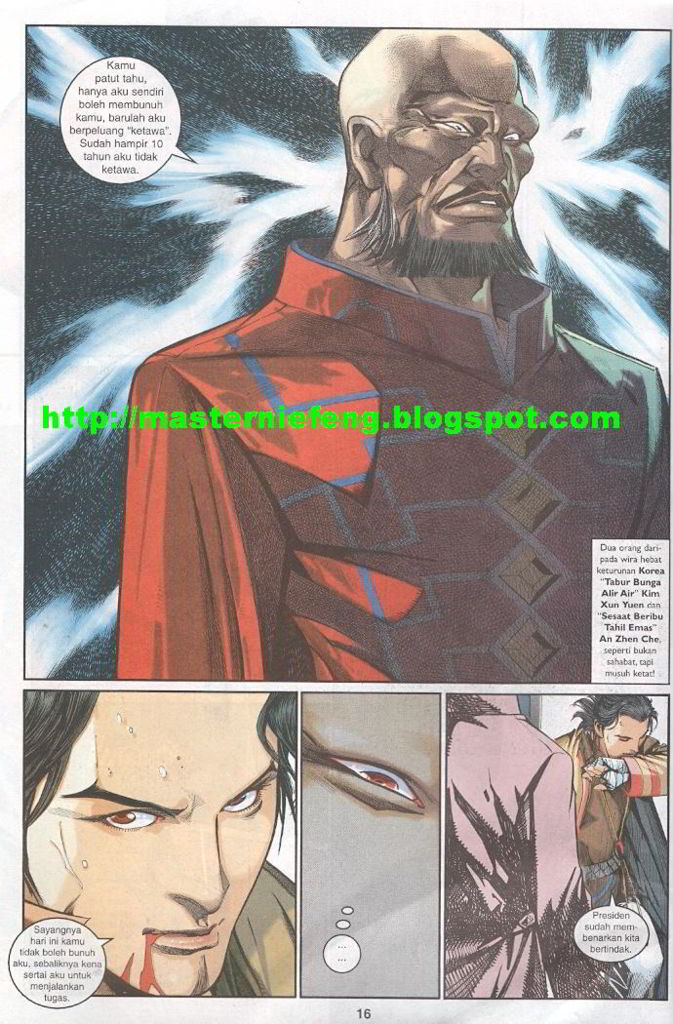 Kamu
patut tahu,
hanya aku sendiri
boleh membunuh
kamu, barulah aku
berpeluang "ketawa".
Sudah hampir 10
tahun aku tidak
ketawa.
http://masterniefeng.blogspot.com
Dua orang dari-
pada wira hebat
keturunan Korea
"Tabur Bunga
Alir Air" Kim
Xun Yuen dan
"Sesaat Beribu
Tahil Emas"
An Zhen Che,
seperti bukan
sahabat, tapi
musuh ketat!
Sayangnya
hari ini kamu
tidak boleh bunuh
aku, sebaliknya kena
sertai aku untuk
menjalankan
tugas.
...
...
Presiden
sudah mem-
benarkan kita
bertindak.
16